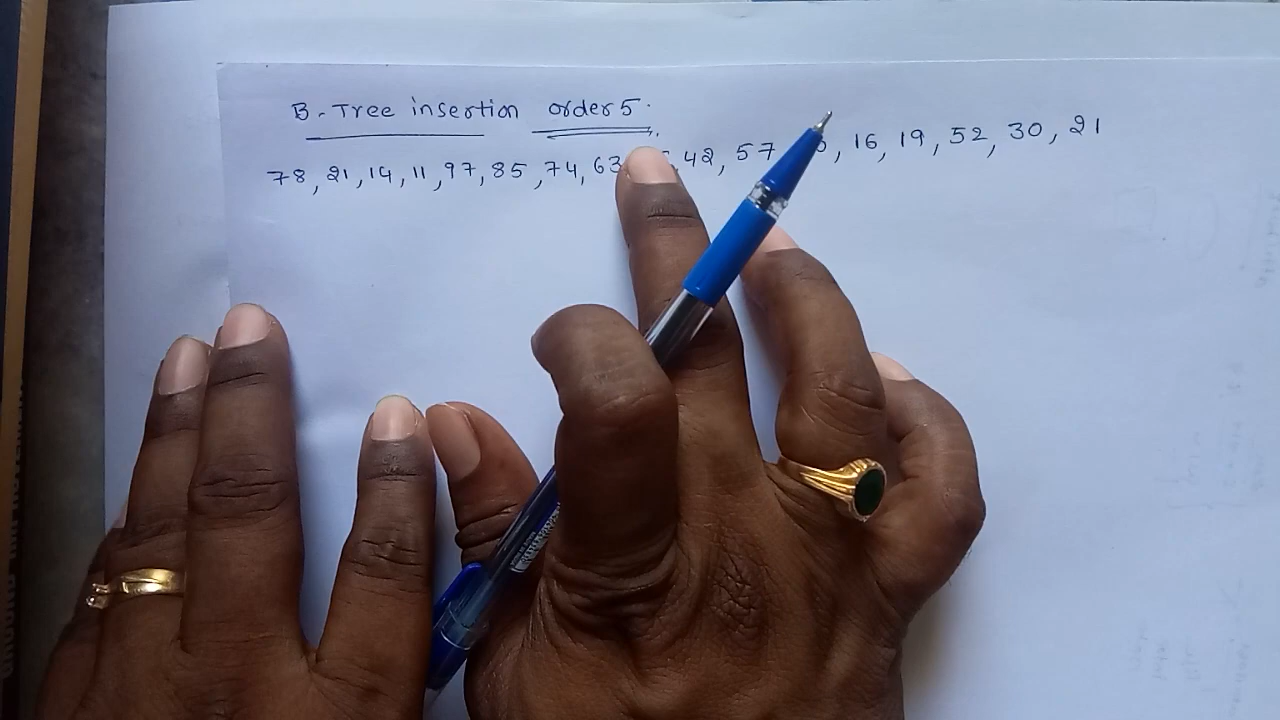 B-Tree insertion order 5.
78, 21, 14, 11, 97, 85, 74, 63 , 42, 57 , 16, 19, 52, 30, 21